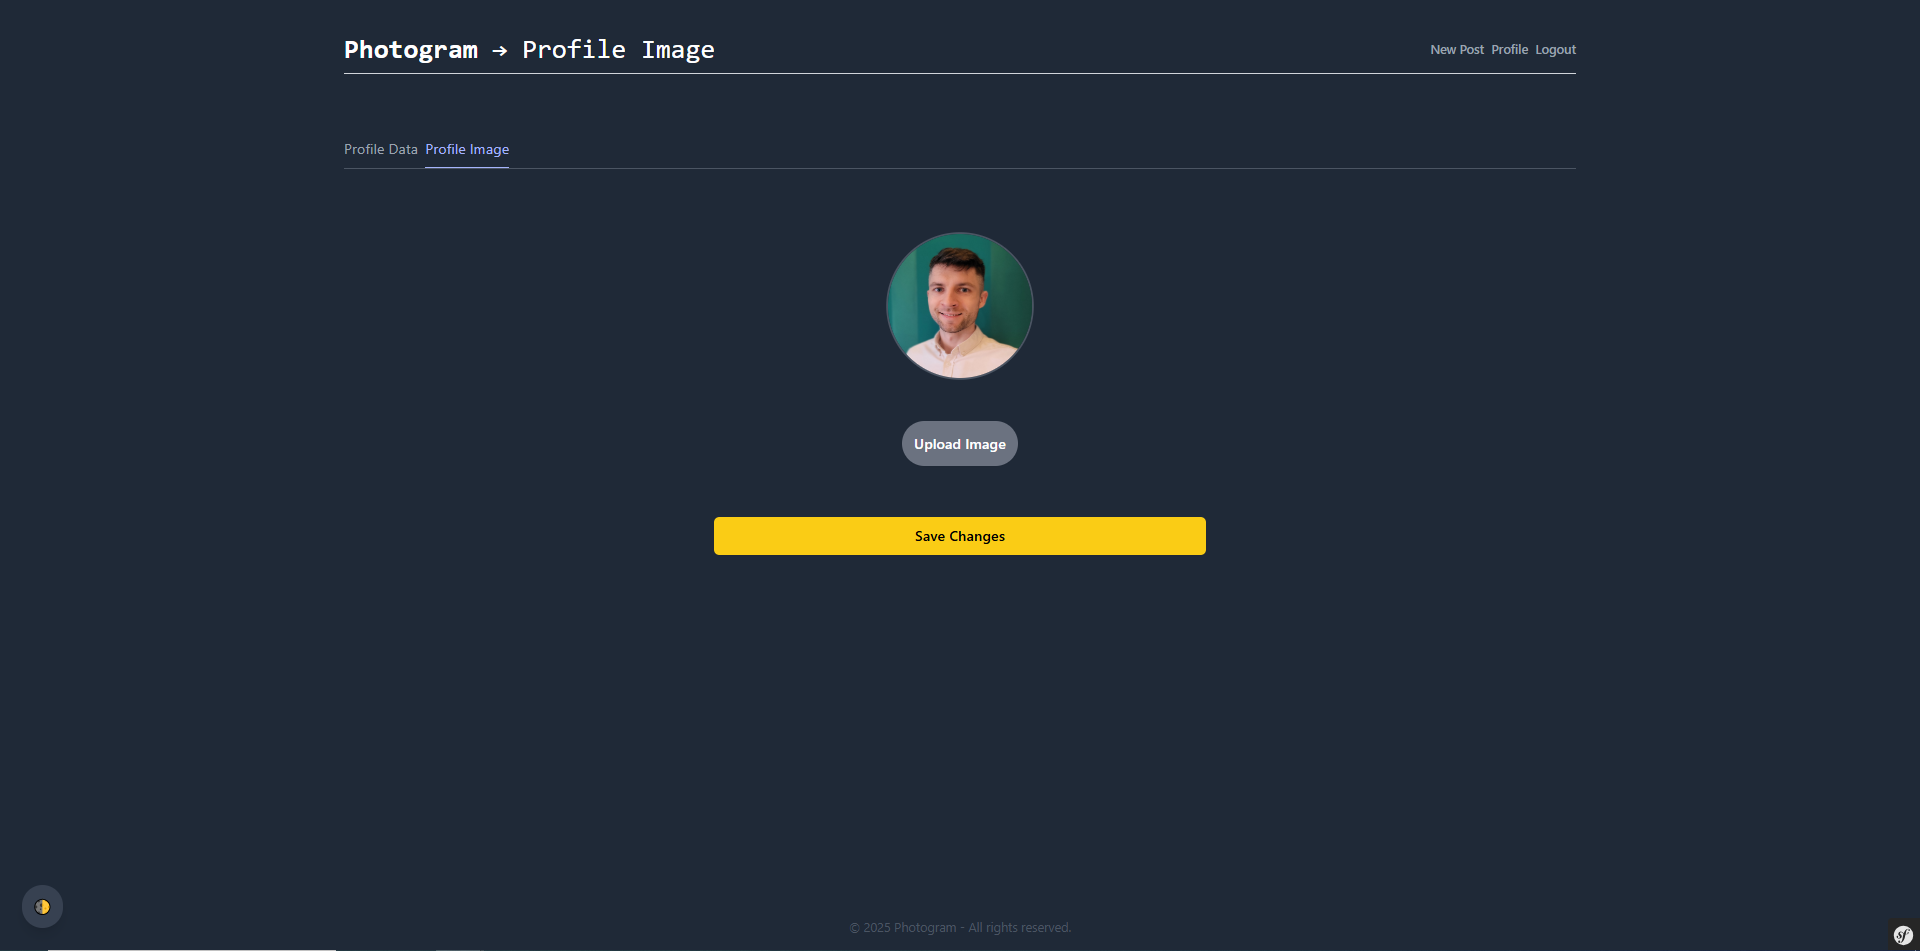 Photogram → Profile Image
New Post Profile Logout
Profile Data Profile Image
Upload Image
Save Changes
© 2025 Photogram - All rights reserved.
sf